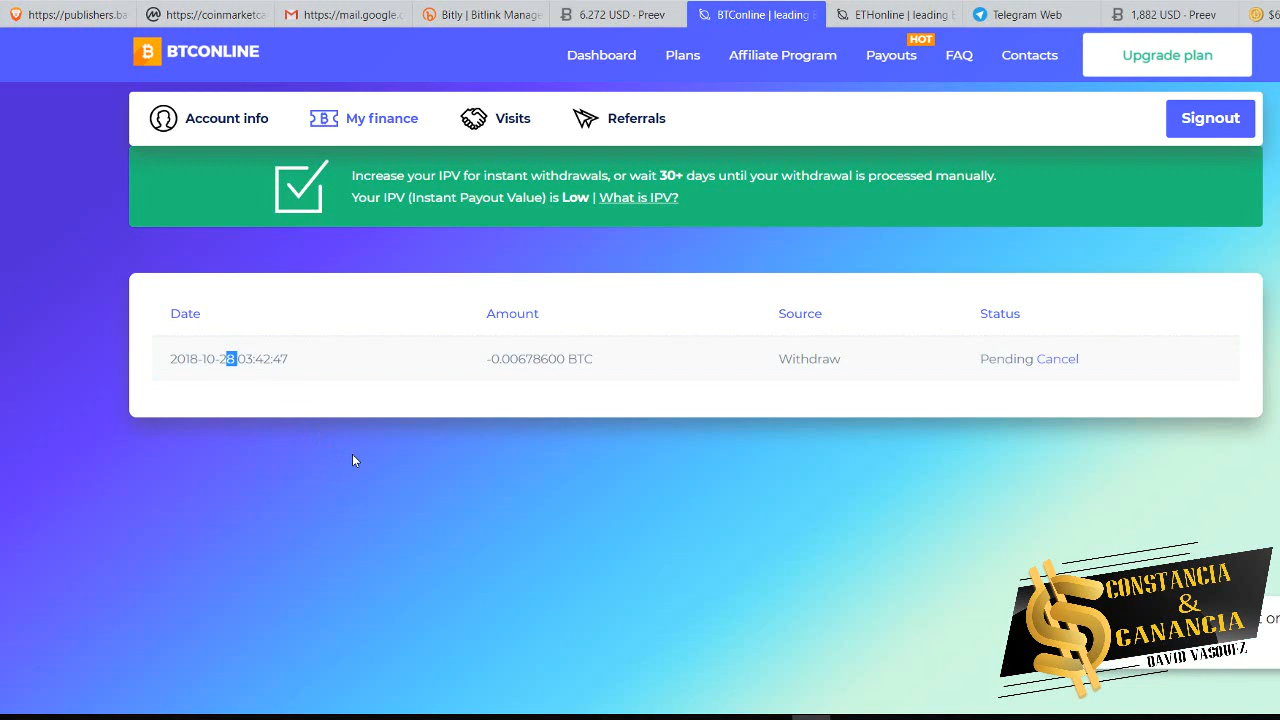 https://publishers.ba
https://coinmarketca
https://mail.google.c
Bitly | Bitlink Manage
6.272 USD - Preev
BTConline | leading
ETHonline | leading
Telegram Web
1,882 USD - Preev
BTCONLINE
Dashboard
Plans
Affiliate Program
HOT
Payouts
FAQ
Contacts
Upgrade plan
Account info
My finance
Visits
Referrals
Signout
Increase your IPV for instant withdrawals, or wait 30+ days until your withdrawal is processed manually.
Your IPV (Instant Payout Value) is Low | What is IPV?
Date Amount Source Status
2018-10-28 03:42:47 -0.00678600 BTC Withdraw Pending Cancel
CONSTANCIA
&
GANANCIA
DAVID VASQUEZ